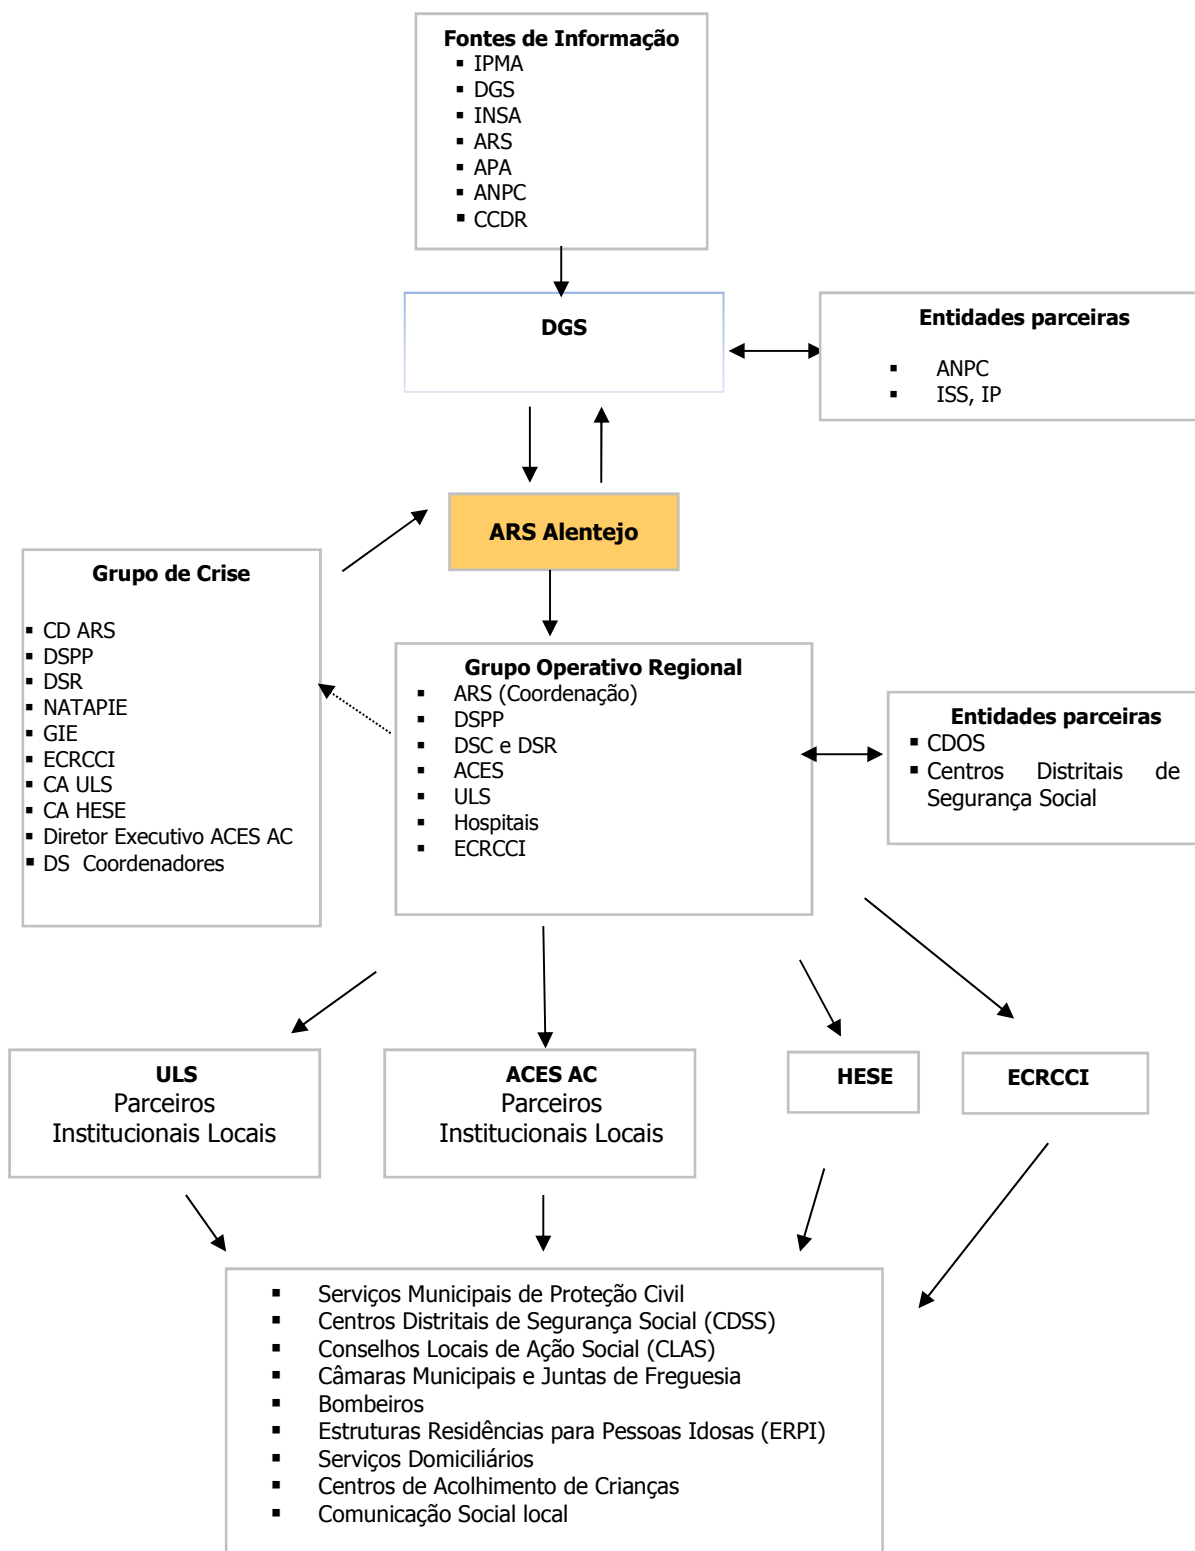 Fontes de Informação
▪ IPMA
▪ DGS
▪ INSA
▪ ARS
▪ APA
▪ ANPC
▪ CCDR
DGS
Entidades parceiras
▪ ANPC
▪ ISS, IP
ARS Alentejo
Grupo de Crise
▪ CD ARS
▪ DSPP
▪ DSR
▪ NATAPIE
▪ GIE
▪ ECRCCI
▪ CA ULS
▪ CA HESE
▪ Diretor Executivo ACES AC
▪ DS Coordenadores
Grupo Operativo Regional
▪ ARS (Coordenação)
▪ DSPP
▪ DSC e DSR
▪ ACES
▪ ULS
▪ Hospitais
▪ ECRCCI
Entidades parceiras
▪ CDOS
▪ Centros Distritais de
Segurança Social
ULS
Parceiros
Institucionais Locais
ACES AC
Parceiros
Institucionais Locais
HESE
ECRCCI
▪ Serviços Municipais de Proteção Civil
▪ Centros Distritais de Segurança Social (CDSS)
▪ Conselhos Locais de Ação Social (CLAS)
▪ Câmaras Municipais e Juntas de Freguesia
▪ Bombeiros
▪ Estruturas Residências para Pessoas Idosas (ERPI)
▪ Serviços Domiciliários
▪ Centros de Acolhimento de Crianças
▪ Comunicação Social local